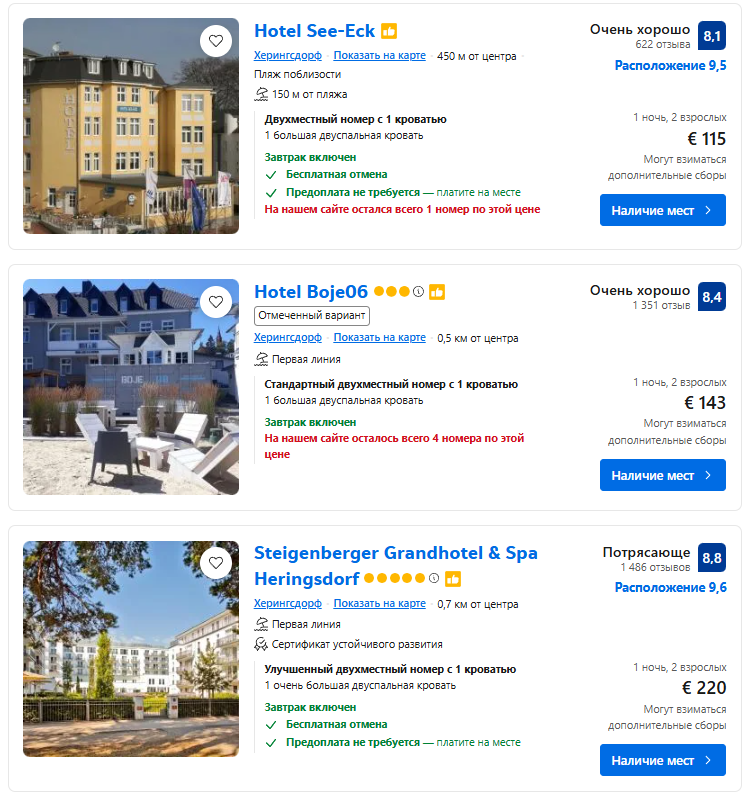 Hotel See-Eck
Очень хорошо
622 отзыва
8,1
Херингсдорф · Показать на карте · 450 м от центра ·
Расположение 9,5
Пляж поблизости
150 м от пляжа
Двухместный номер с 1 кроватью
1 большая двуспальная кровать
Завтрак включен
Бесплатная отмена
Предоплата не требуется — платите на месте
На нашем сайте остался всего 1 номер по этой цене
1 ночь, 2 взрослых
€ 115
Могут взиматься
дополнительные сборы
Наличие мест
Hotel Boje06
Очень хорошо
1 351 отзыв
8,4
Отмеченный вариант
Херингсдорф · Показать на карте · 0,5 км от центра
Первая линия
Стандартный двухместный номер с 1 кроватью
1 большая двуспальная кровать
Завтрак включен
На нашем сайте осталось всего 4 номера по этой
цене
1 ночь, 2 взрослых
€ 143
Могут взиматься
дополнительные сборы
Наличие мест
Steigenberger Grandhotel & Spa
Heringsdorf
Потрясающе
1 486 отзывов
8,8
Расположение 9,6
Херингсдорф · Показать на карте · 0,7 км от центра
Первая линия
Сертификат устойчивого развития
Улучшенный двухместный номер с 1 кроватью
1 очень большая двуспальная кровать
Завтрак включен
Бесплатная отмена
Предоплата не требуется — платите на месте
1 ночь, 2 взрослых
€ 220
Могут взиматься
дополнительные сборы
Наличие мест